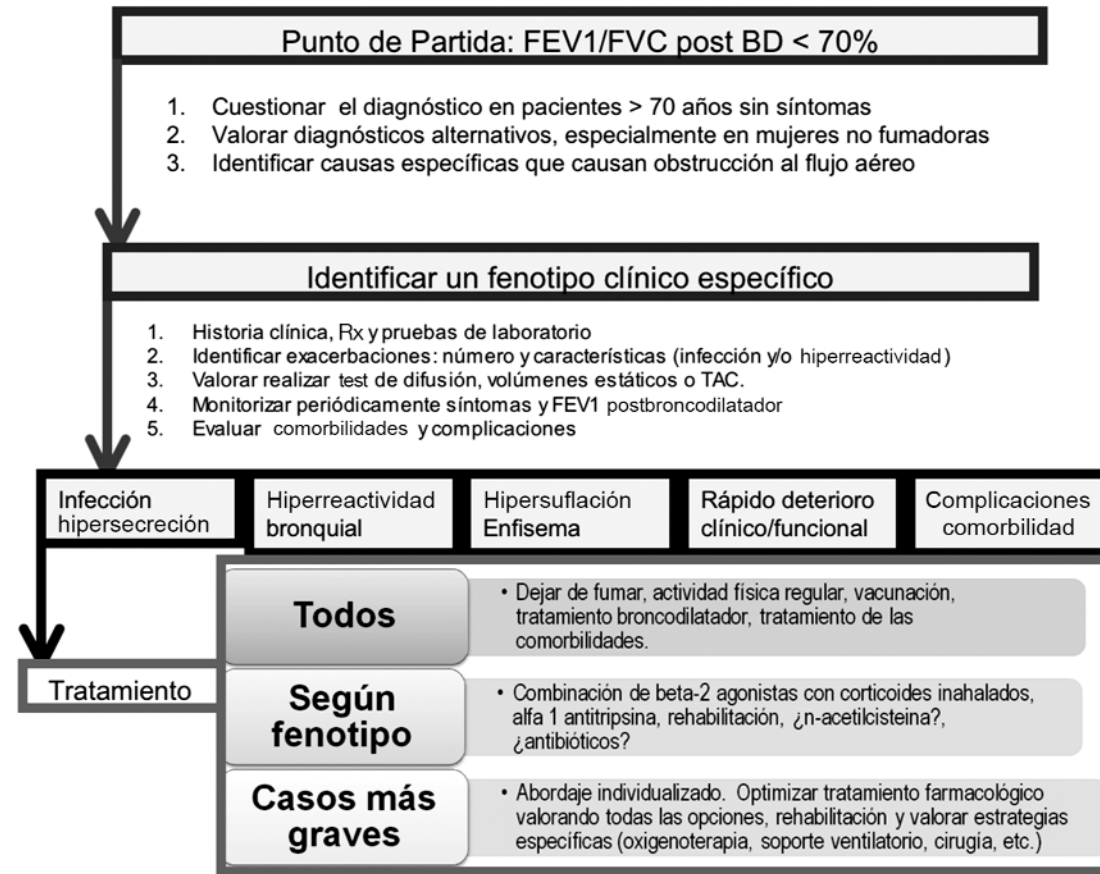 Punto de Partida: FEV1/FVC post BD < 70%
1. Cuestionar el diagnóstico en pacientes > 70 años sin síntomas
2. Valorar diagnósticos alternativos, especialmente en mujeres no fumadoras
3. Identificar causas específicas que causan obstrucción al flujo aéreo
Identificar un fenotipo clínico específico
1. Historia clínica, Rx y pruebas de laboratorio
2. Identificar exacerbaciones: número y características (infección y/o hiperreactividad)
3. Valorar realizar test de difusión, volúmenes estáticos o TAC.
4. Monitorizar periódicamente síntomas y FEV1 postbroncodilatador
5. Evaluar comorbilidades y complicaciones
Infección
hipersecreción
Hiperreactividad
bronquial
Hipersuflación
Enfisema
Rápido deterioro
clínico/funcional
Complicaciones
comorbilidad
Tratamiento
Todos
• Dejar de fumar, actividad física regular, vacunación,
tratamiento broncodilatador, tratamiento de las
comorbilidades.
Según
fenotipo
• Combinación de beta-2 agonistas con corticoides inahalados,
alfa 1 antitripsina, rehabilitación, ¿n-acetilcisteina?,
¿antibióticos?
Casos más
graves
• Abordaje individualizado. Optimizar tratamiento farmacológico
valorando todas las opciones, rehabilitación y valorar estrategias
específicas (oxigenoterapia, soporte ventilatorio, cirugía, etc.)